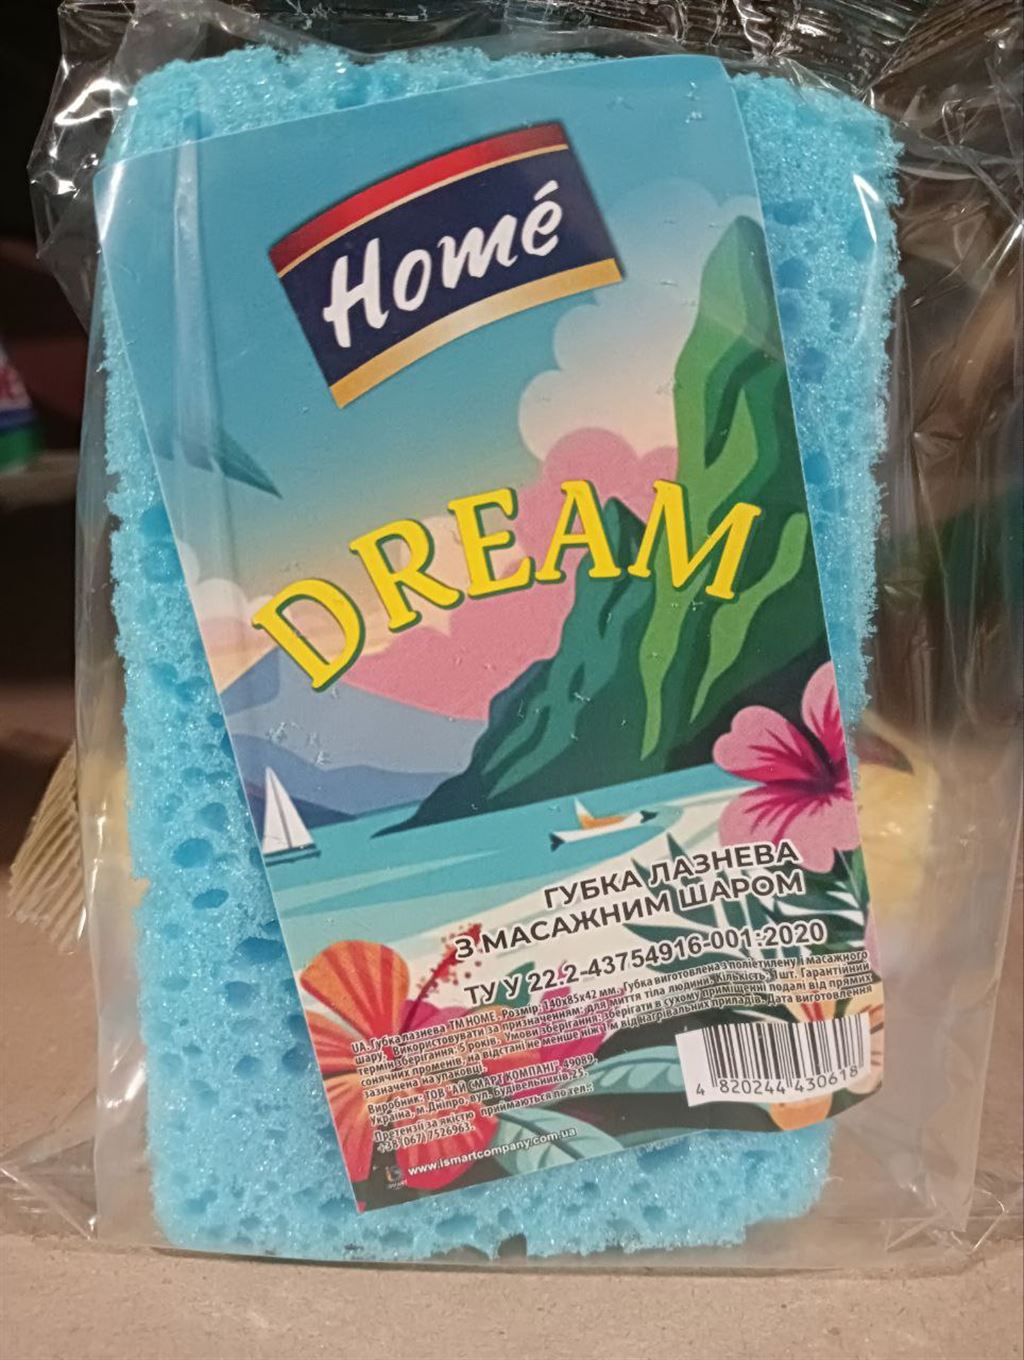 Homé
DREAM
ГУБКА ЛАЗНЕВА
З МАСАЖНИМ ШАРОМ
ТУ У 22.2-43754916-001:2020
UA. Губка лазнева ТМ HOME. Розмір: 140х85х42 мм. Губка виготовлена з поліетилену і масажного
шару. Використовувати за призначенням: для миття тіла людини. Кількість: 1 шт. Гарантійний
термін зберігання: 5 років. Умови зберігання: зберігати в сухому приміщенні подалі від прямих
сонячних променів, на відстані не менше ніж 1 м від нагрівальних приладів. Дата виготовлення
зазначена на упаковці.
Виробник: ТОВ "АЙ СМАРТ КОМПАНІ" 49089,
Україна, м.Дніпро, вул. Будівельників,25.
Претензії за якістю приймаються по тел.:
+38 (067) 7526963.
www.ismartcompany.com.ua
4 820244 430618